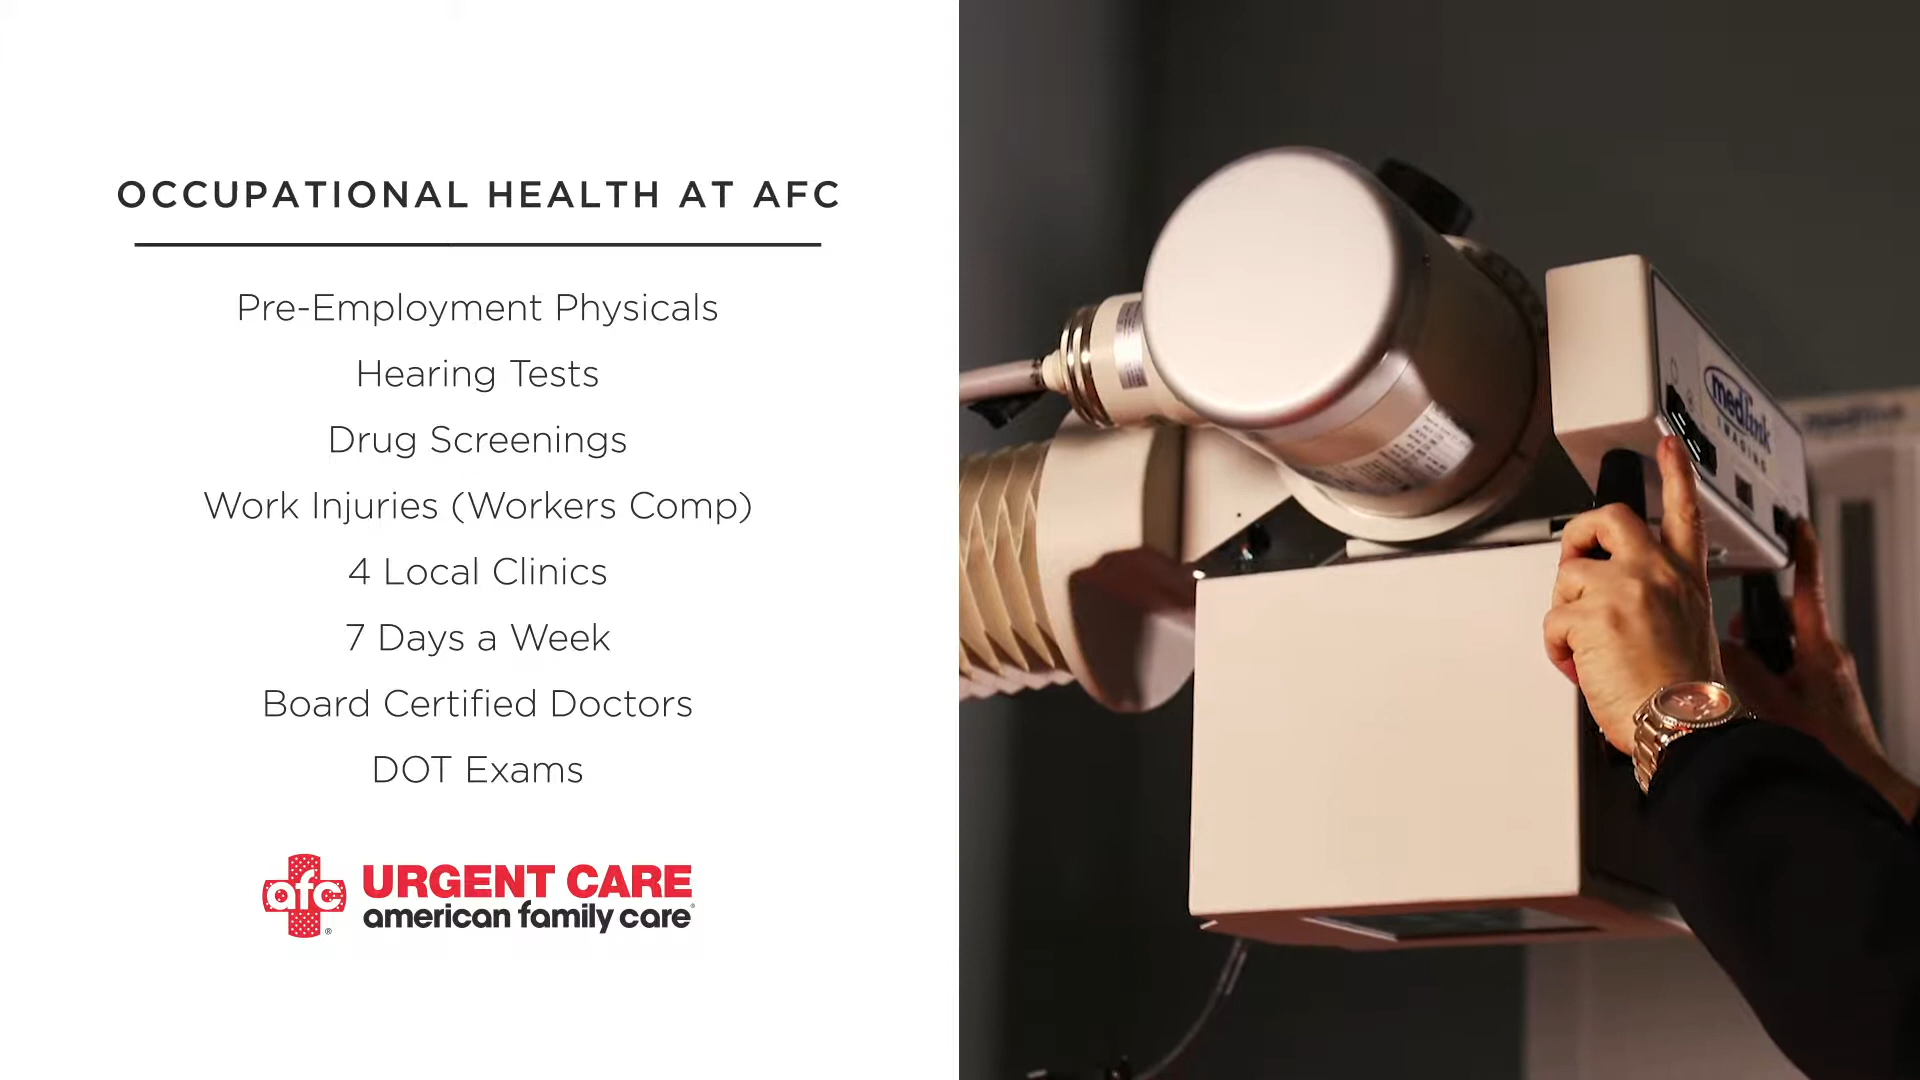 OCCUPATIONAL HEALTH AT AFC
Pre-Employment Physicals
Hearing Tests
Drug Screenings
Work Injuries (Workers Comp)
4 Local Clinics
7 Days a Week
Board Certified Doctors
DOT Exams
afc
®
URGENT CARE
american family care®
medlink
IMAGING